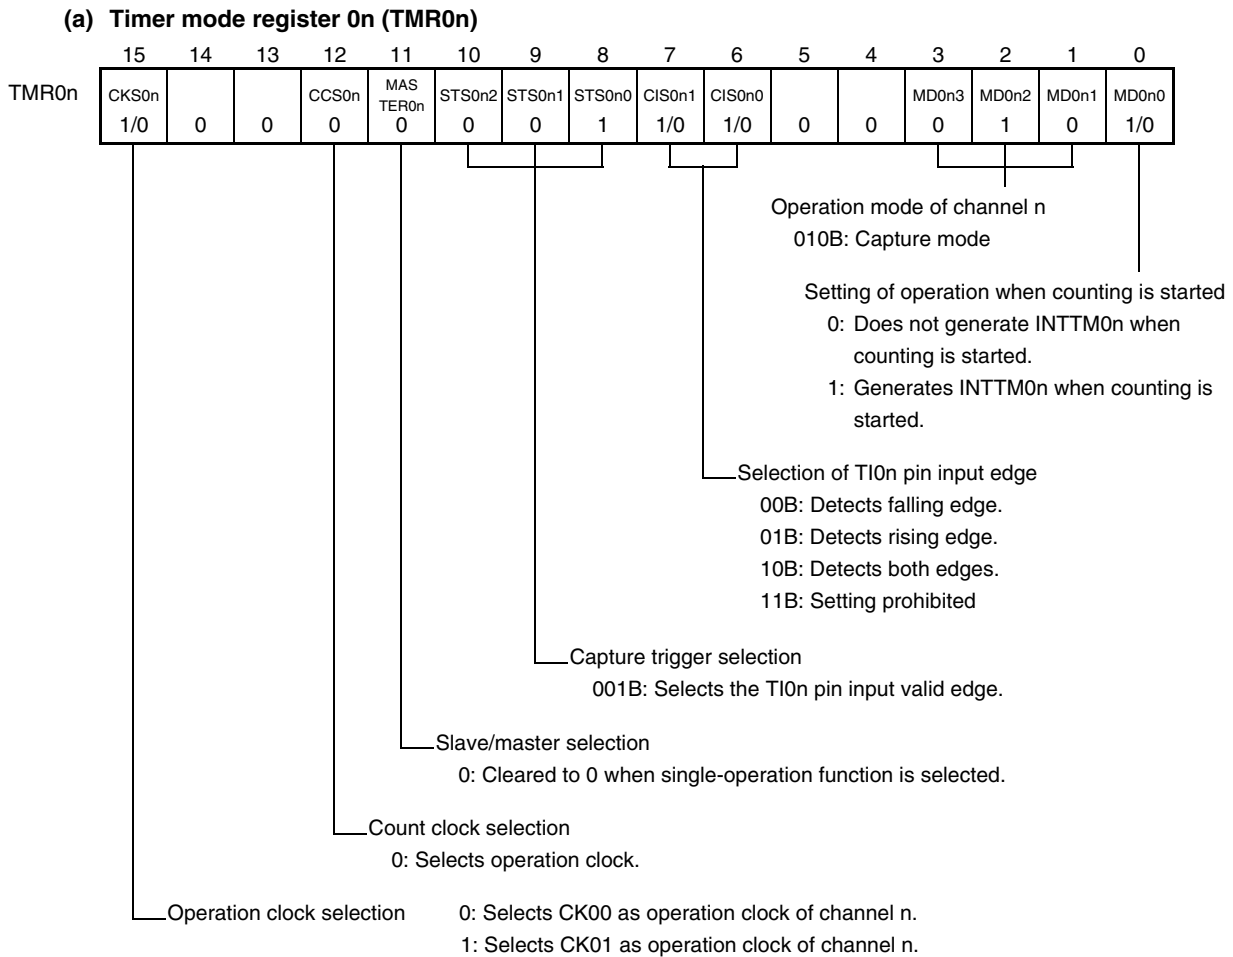 (a) Timer mode register 0n (TMR0n)
15 14 13 12 11 10 9 8 7 6 5 4 3 2 1 0
TMR0n CKS0n CCS0n MAS TER0n STS0n2 STS0n1 STS0n0 CIS0n1 CIS0n0 MD0n3 MD0n2 MD0n1 MD0n0
1/0 0 0 0 0 0 0 1 1/0 1/0 0 0 0 1 0 1/0
Operation mode of channel n
010B: Capture mode
Setting of operation when counting is started
0: Does not generate INTTM0n when
counting is started.
1: Generates INTTM0n when counting is
started.
Selection of TI0n pin input edge
00B: Detects falling edge.
01B: Detects rising edge.
10B: Detects both edges.
11B: Setting prohibited
Capture trigger selection
001B: Selects the TI0n pin input valid edge.
Slave/master selection
0: Cleared to 0 when single-operation function is selected.
Count clock selection
0: Selects operation clock.
Operation clock selection 0: Selects CK00 as operation clock of channel n.
1: Selects CK01 as operation clock of channel n.